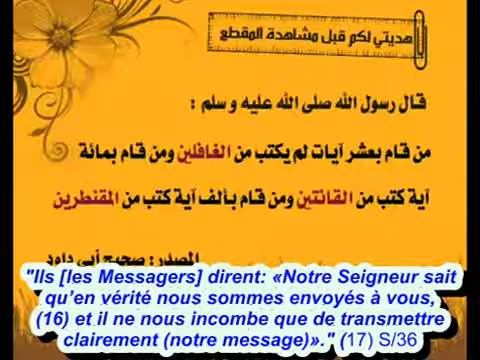 هديتي لكم قبل مشاهدة المقطع
قال رسول الله صلى الله عليه و سلم :
من قام بعشر آيات لم يكتب من الغافلين ومن قام بمائة
آية كتب من القانتين ومن قام بألف آية كتب من المقنطرين
المصدر : صحيح أبي داود
"Ils [les Messagers] dirent: «Notre Seigneur sait
qu'en vérité nous sommes envoyés à vous,
(16) et il ne nous incombe que de transmettre
clairement (notre message)»." (17) S/36